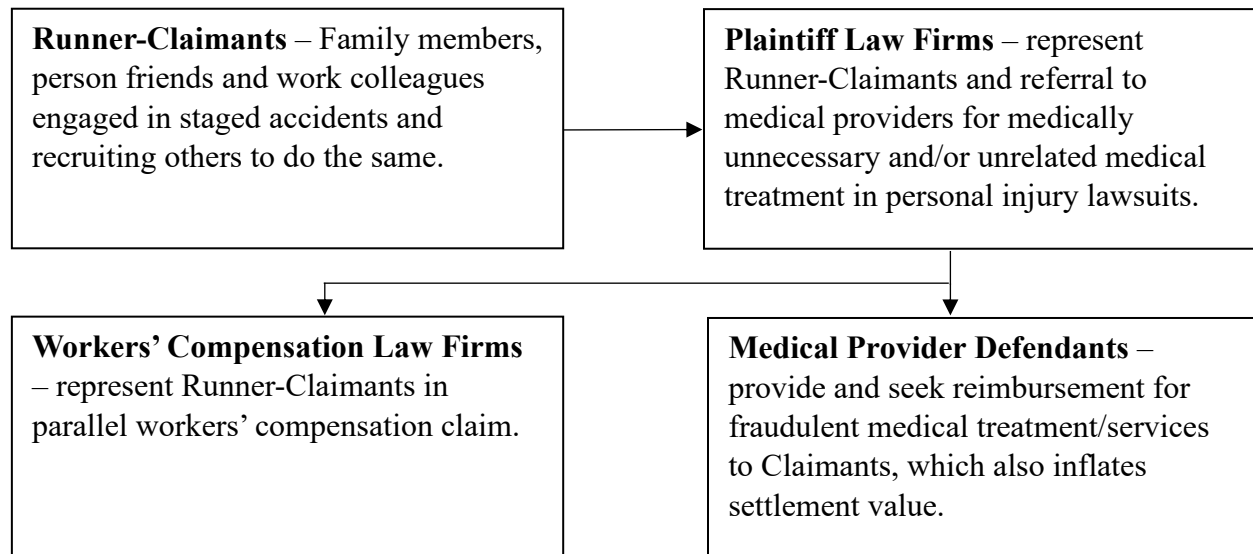 Runner-Claimants – Family members,
person friends and work colleagues
engaged in staged accidents and
recruiting others to do the same.
Plaintiff Law Firms – represent
Runner-Claimants and referral to
medical providers for medically
unnecessary and/or unrelated medical
treatment in personal injury lawsuits.
Workers’ Compensation Law Firms
– represent Runner-Claimants in
parallel workers’ compensation claim.
Medical Provider Defendants –
provide and seek reimbursement for
fraudulent medical treatment/services
to Claimants, which also inflates
settlement value.